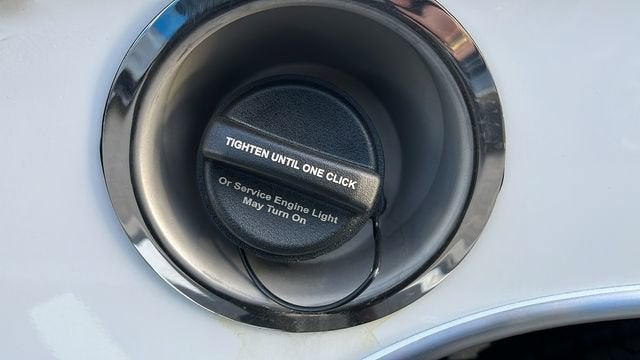 TIGHTEN UNTIL ONE CLICK
Or Service Engine Light
May Turn On